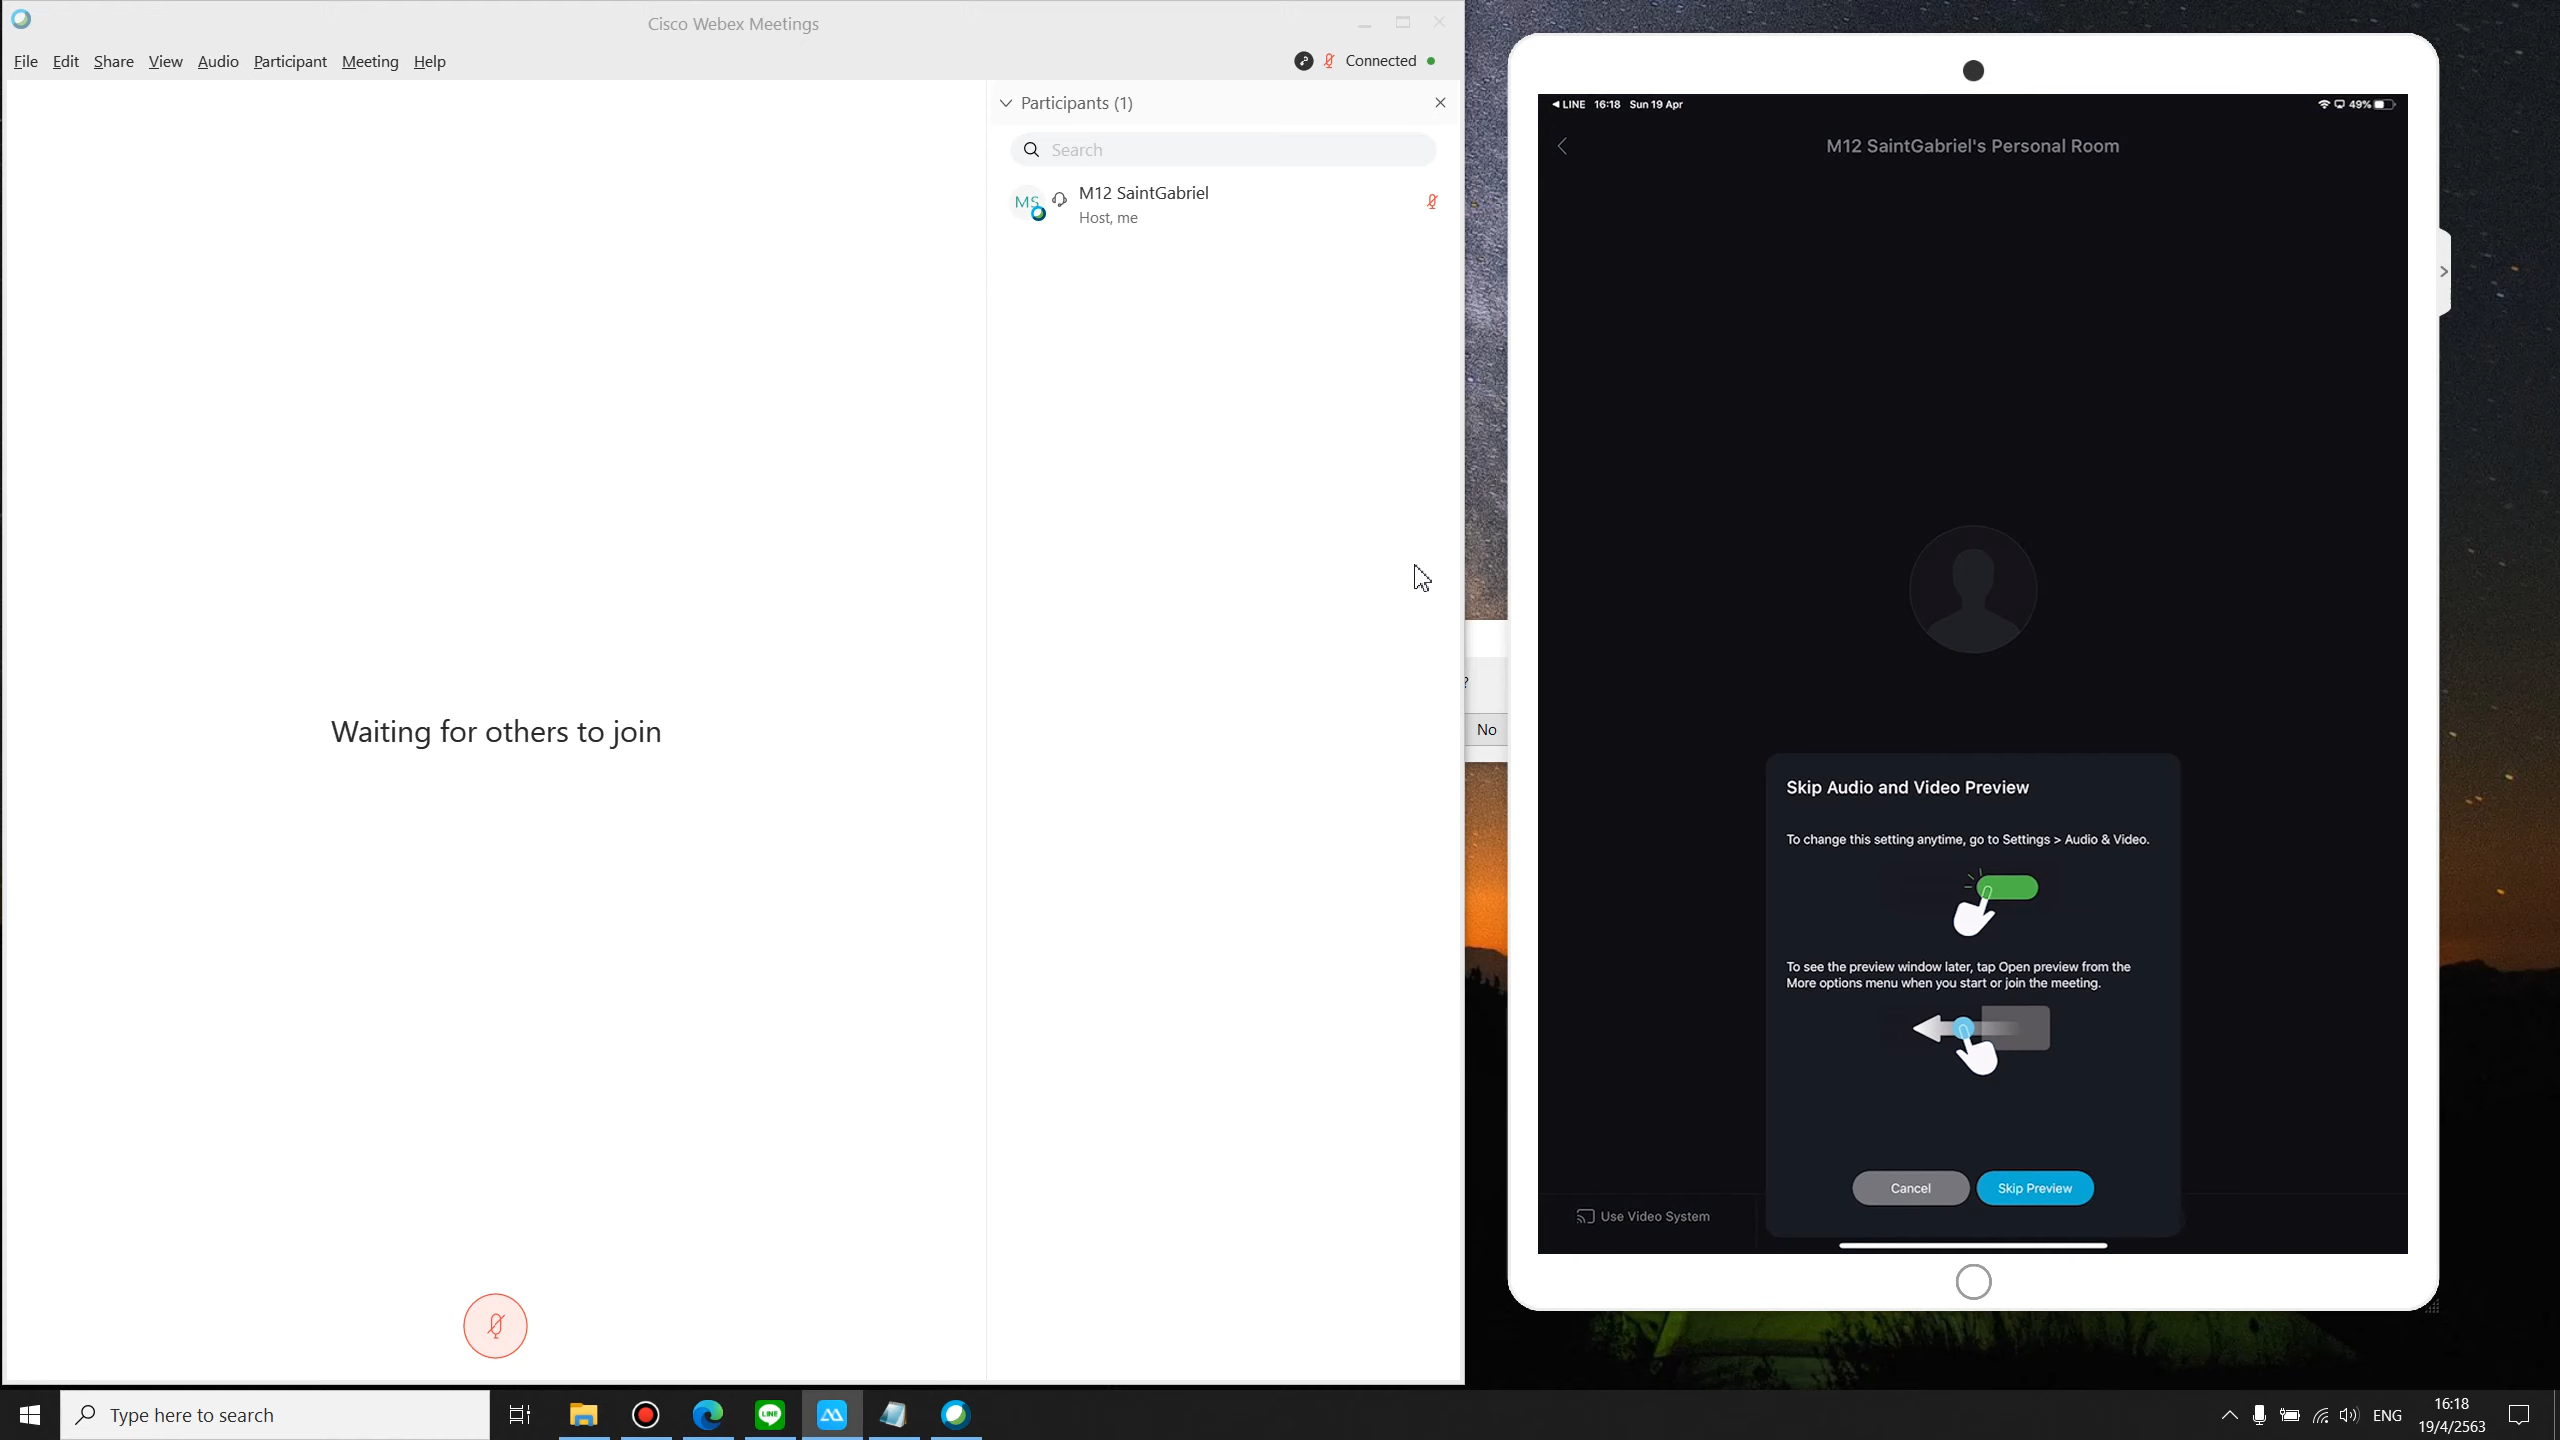 Cisco Webex Meetings
File Edit Share View Audio Participant Meeting Help
Connected
Participants (1)
Search
MS
M12 SaintGabriel
Host, me
Waiting for others to join
?
No
LINE 16:18 Sun 19 Apr
49%
M12 SaintGabriel's Personal Room
Skip Audio and Video Preview
To change this setting anytime, go to Settings > Audio & Video.
To see the preview window later, tap Open preview from the
More options menu when you start or join the meeting.
Cancel
Skip Preview
Use Video System
Type here to search
LINE
ENG
16:18
19/4/2563